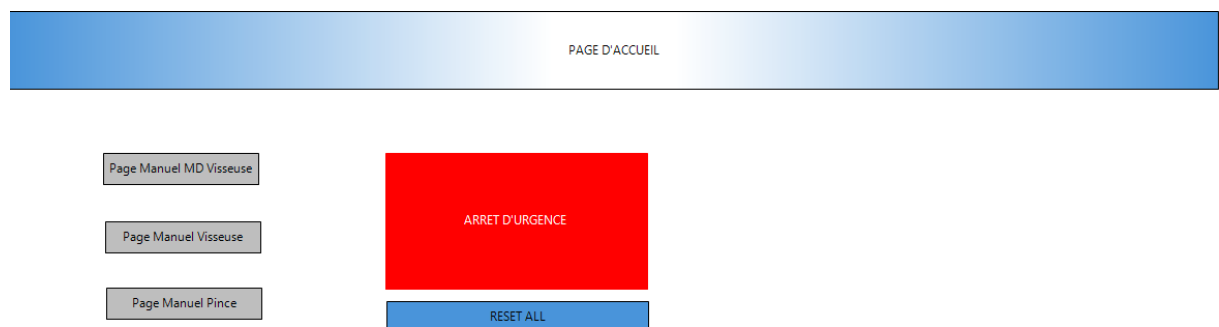 PAGE D'ACCUEIL
Page Manuel MD Visseuse
Page Manuel Visseuse
Page Manuel Pince
ARRET D'URGENCE
RESET ALL